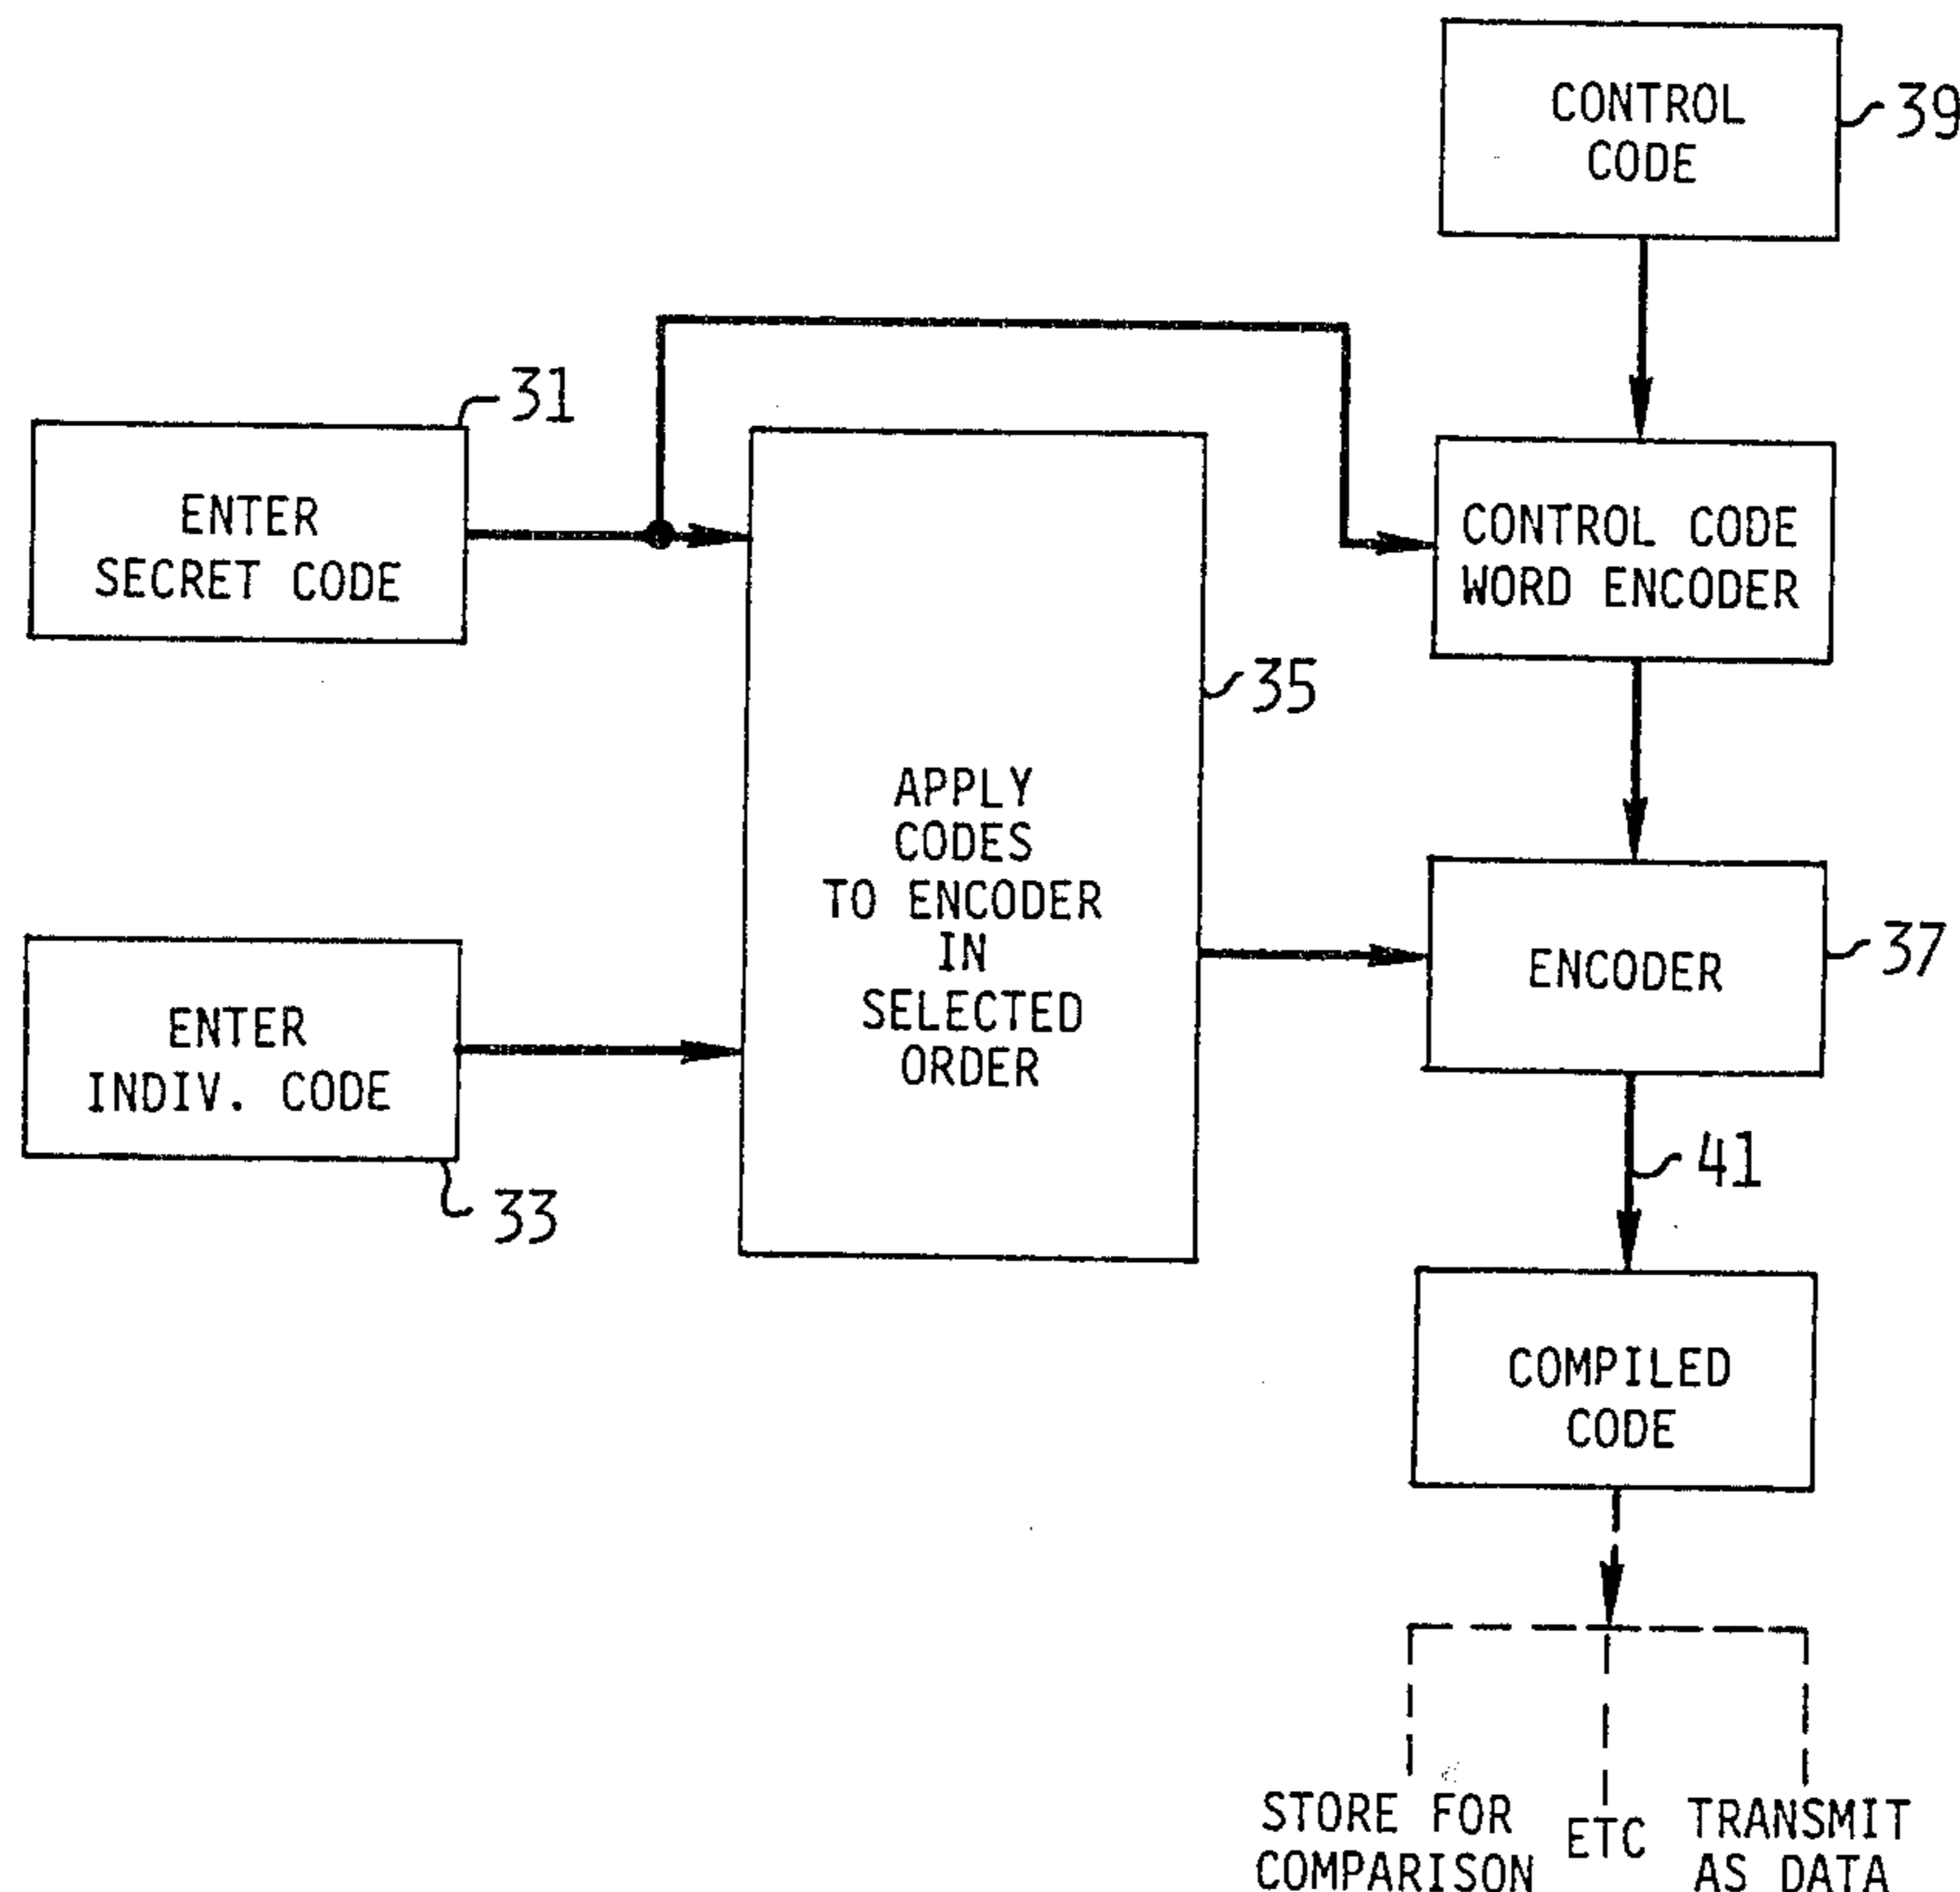 CONTROL
CODE
39
31
ENTER
SECRET CODE
CONTROL CODE
WORD ENCODER
35
APPLY
CODES
TO ENCODER
IN
SELECTED
ORDER
ENTER
INDIV. CODE
33
ENCODER
37
41
COMPILED
CODE
STORE FOR
COMPARISON
ETC
TRANSMIT
AS DATA